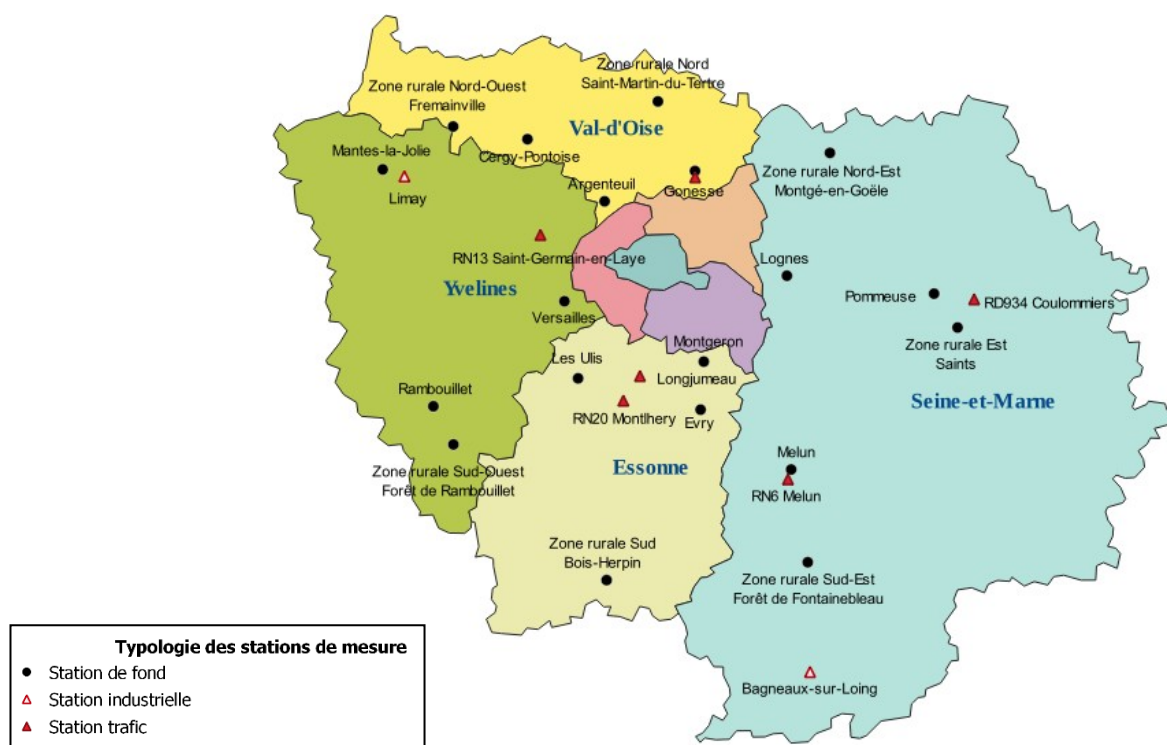 Zone rurale Nord
Saint-Martin-du-Tertre
Zone rurale Nord-Ouest
Fremainville
Val-d'Oise
Mantes-la-Jolie
Cergy-Pontoise
Zone rurale Nord-Est
Montgé-en-Goële
Limay
Argenteuil
Gonesse
RN13 Saint-Germain-en-Laye
Lognes
Yvelines
Pommeuse
RD934 Coulommiers
Versailles
Zone rurale Est
Saints
Montgeron
Les Ulis
Longjumeau
Rambouillet
RN20 Montlhery
Evry
Seine-et-Marne
Zone rurale Sud-Ouest
Forêt de Rambouillet
Essonne
Melun
RN6 Melun
Zone rurale Sud
Bois-Herpin
Zone rurale Sud-Est
Forêt de Fontainebleau
Bagneaux-sur-Loing
Typologie des stations de mesure
Station de fond
Station industrielle
Station trafic